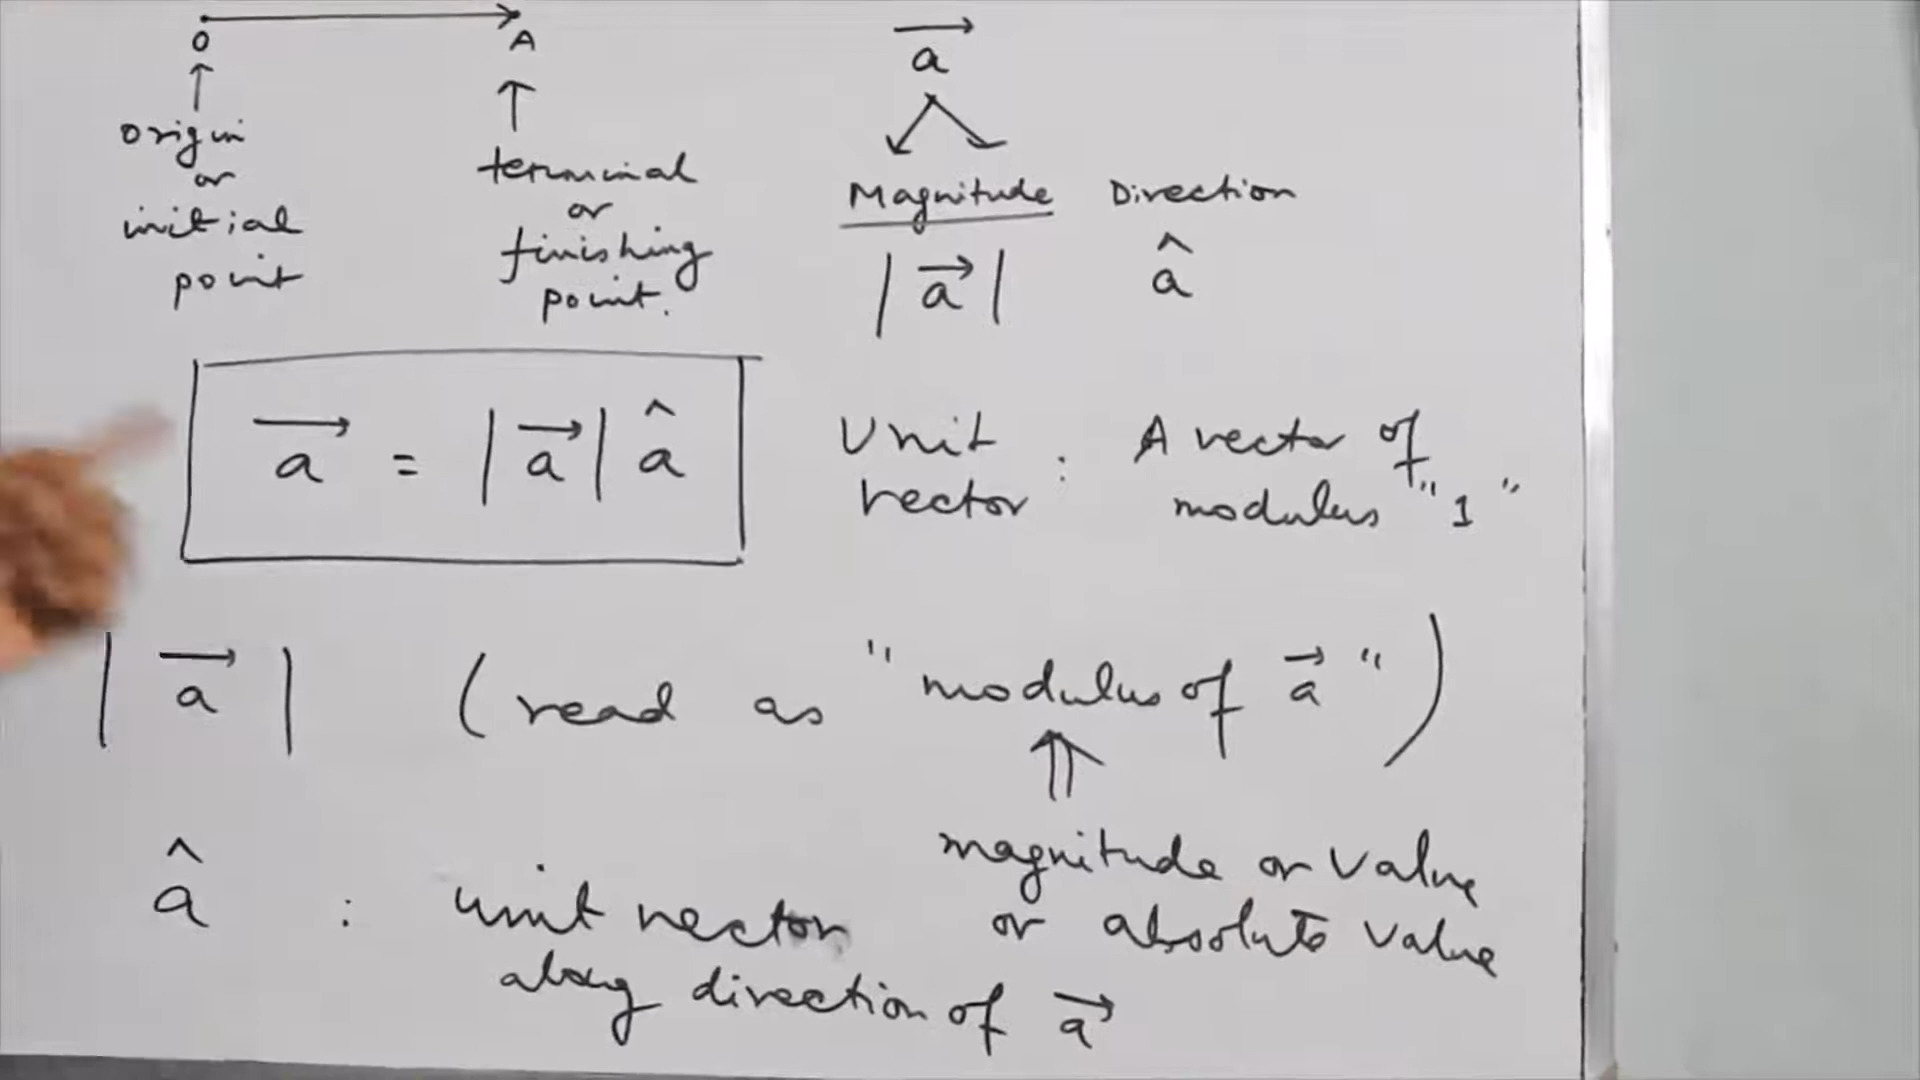 O A
↑ ↑
origin
or
initial
point
terminal
or
finishing
point.
→a
Magnitude Direction
|→a| â
→a = |→a| â
Unit
vector : A vector of
modulus "1"
|→a| (read as "modulus of →a")
⇑
magnitude or value
or absolute value
â : unit vector
along direction of →a